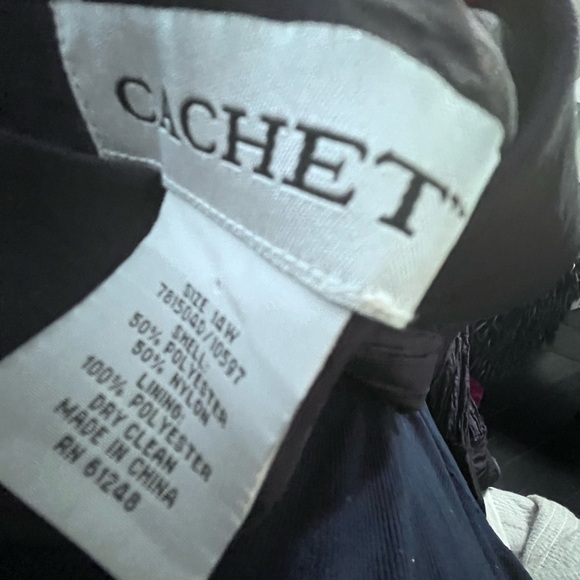 CACHET™
SIZE 14W
7815040/10597
SHELL:
50% POLYESTER
50% NYLON
LINING:
100% POLYESTER
DRY CLEAN
MADE IN CHINA
RN 61248